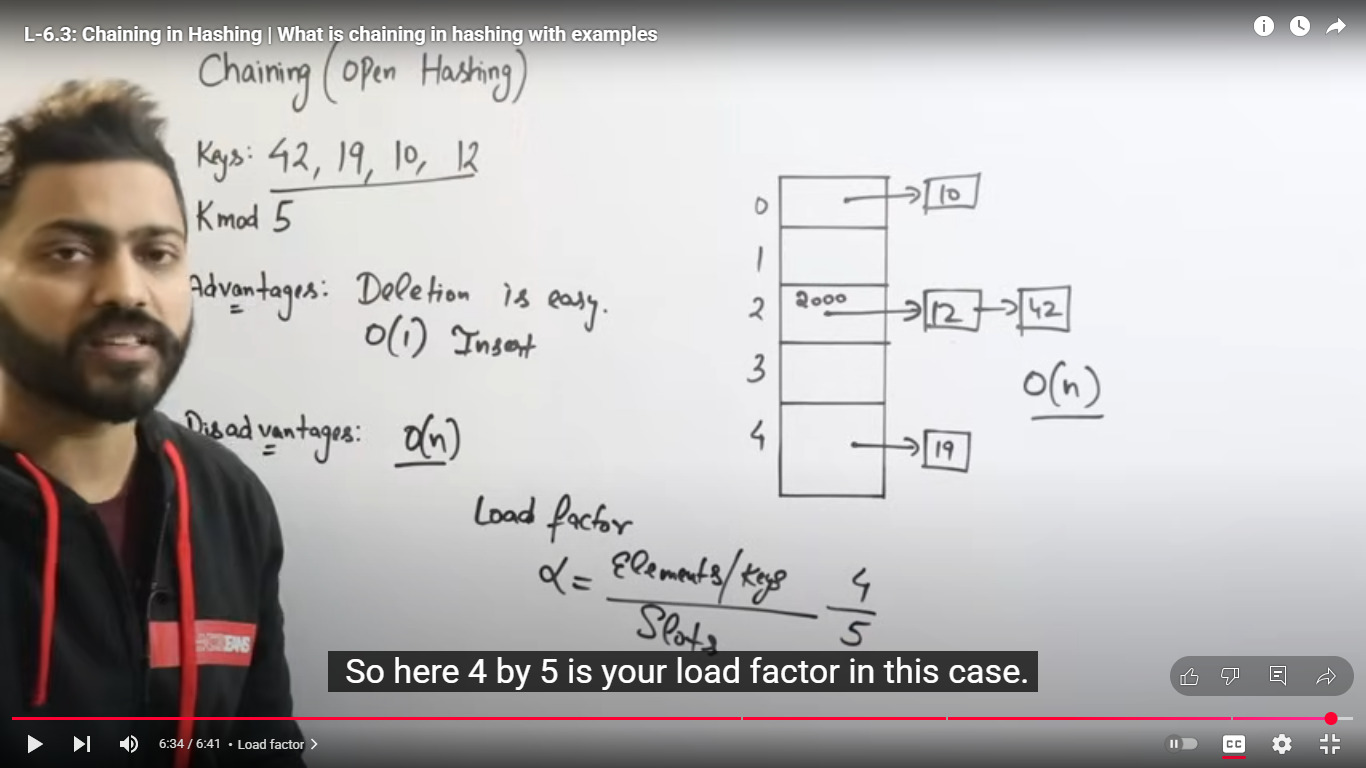 L-6.3: Chaining in Hashing | What is chaining in hashing with examples
Chaining (Open Hashing)
Keys: 42, 19, 10, 12
Kmod 5
Advantages: Deletion is easy.
O(1) Insert
Disadvantages: O(n)
0 10
1
2 2000 12 42
3
O(n)
4 19
Load factor
α = Elements/Keys 4
Slots 5
So here 4 by 5 is your load factor in this case.
6:34 / 6:41 • Load factor
CC